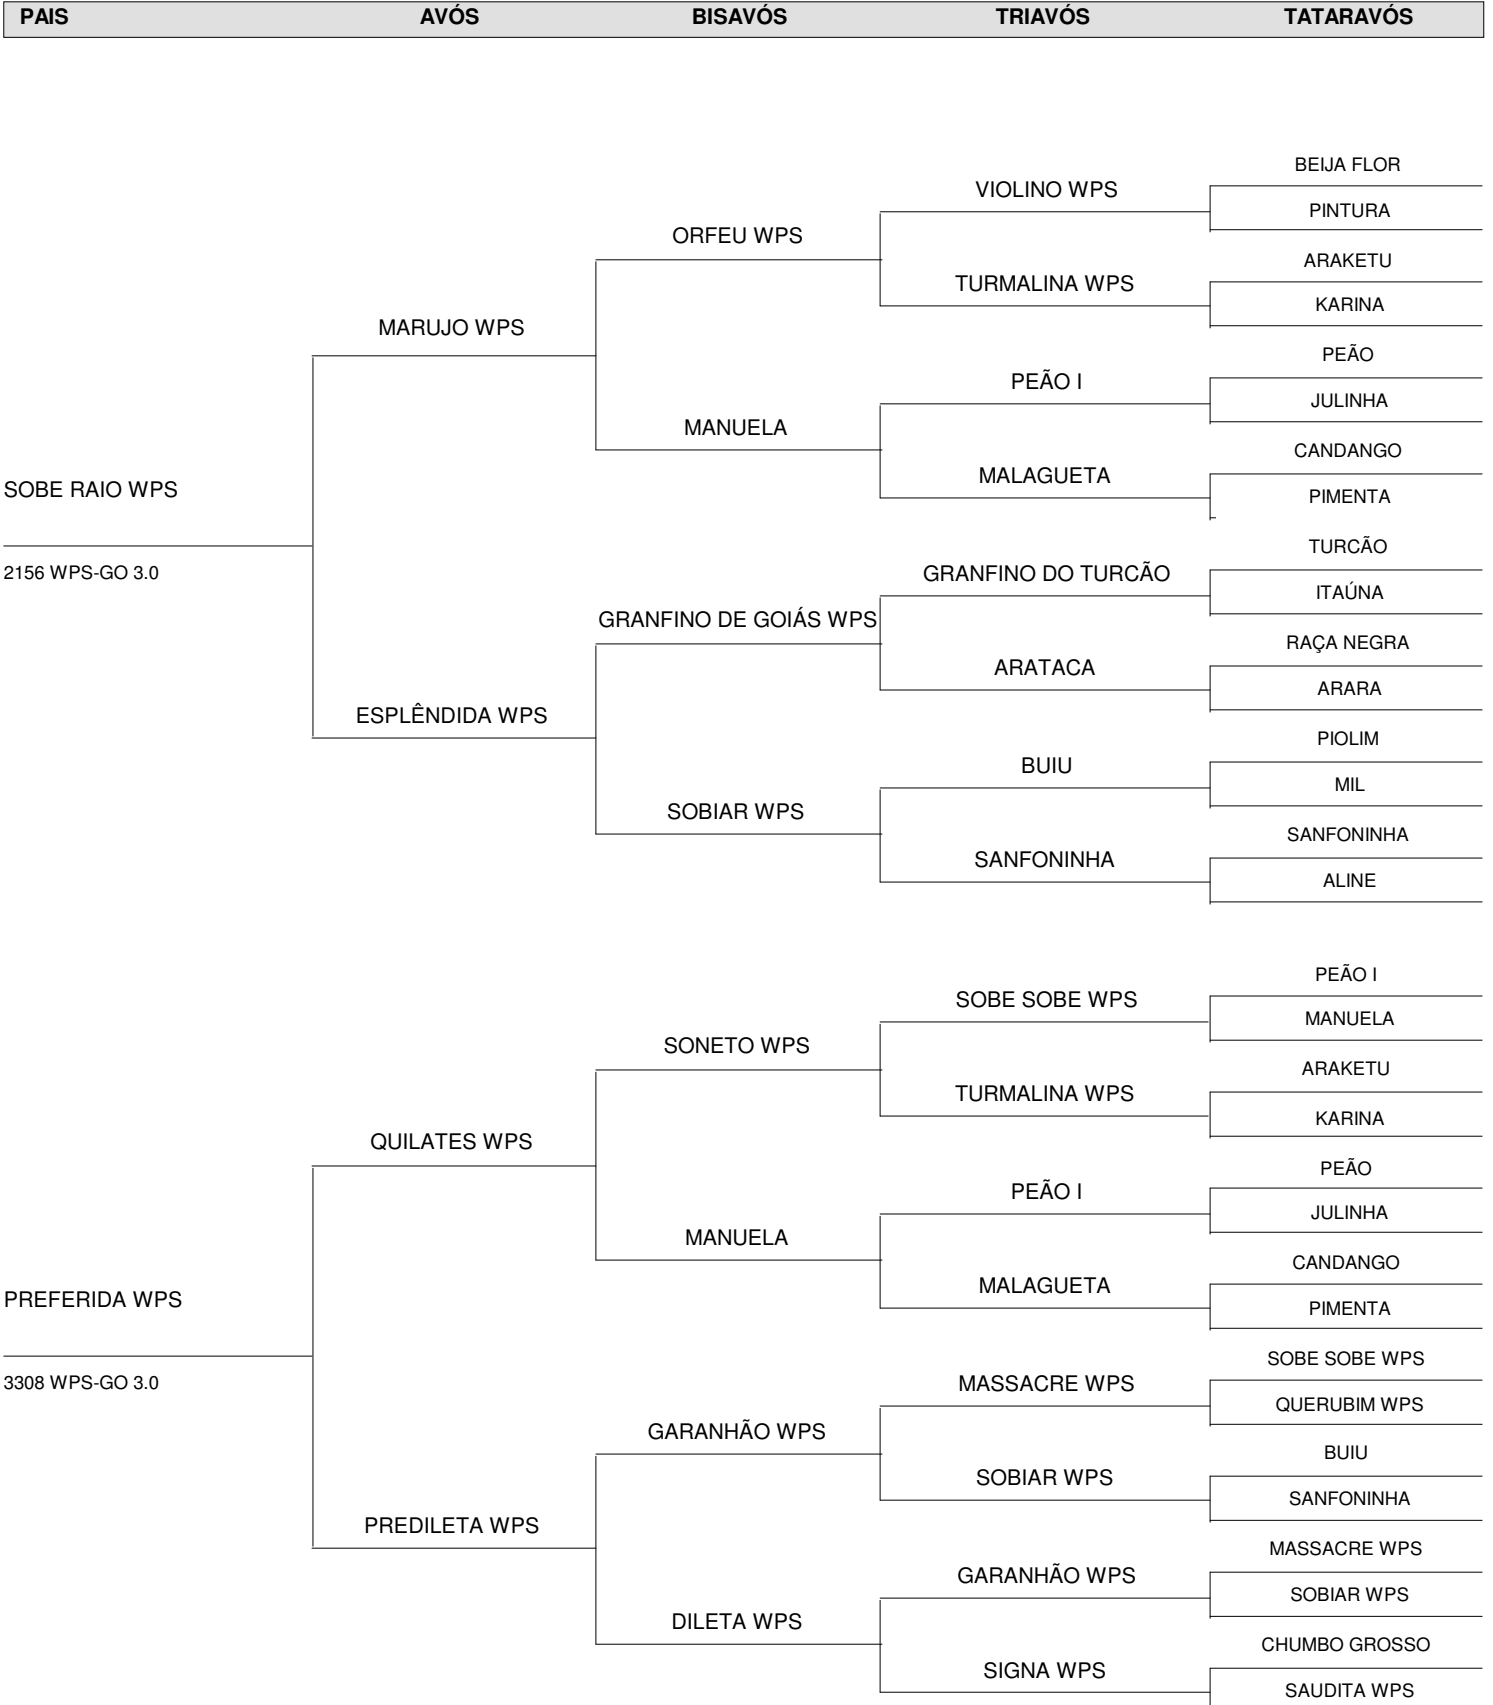 PAIS AVÓS BISAVÓS TRIAVÓS TATARAVÓS
BEIJA FLOR
VIOLINO WPS
PINTURA
ORFEU WPS
ARAKETU
TURMALINA WPS
KARINA
MARUJO WPS
PEÃO
PEÃO I
JULINHA
MANUELA
CANDANGO
MALAGUETA
SOBE RAIO WPS
PIMENTA
TURCÃO
2156 WPS-GO 3.0
GRANFINO DO TURCÃO
ITAÚNA
GRANFINO DE GOIÁS WPS
RAÇA NEGRA
ARATACA
ARARA
ESPLÊNDIDA WPS
PIOLIM
BUIU
MIL
SOBIAR WPS
SANFONINHA
SANFONINHA
ALINE
PEÃO I
SOBE SOBE WPS
MANUELA
SONETO WPS
ARAKETU
TURMALINA WPS
KARINA
QUILATES WPS
PEÃO
PEÃO I
JULINHA
MANUELA
CANDANGO
MALAGUETA
PREFERIDA WPS
PIMENTA
SOBE SOBE WPS
3308 WPS-GO 3.0
MASSACRE WPS
QUERUBIM WPS
GARANHÃO WPS
BUIU
SOBIAR WPS
SANFONINHA
PREDILETA WPS
MASSACRE WPS
GARANHÃO WPS
SOBIAR WPS
DILETA WPS
CHUMBO GROSSO
SIGNA WPS
SAUDITA WPS